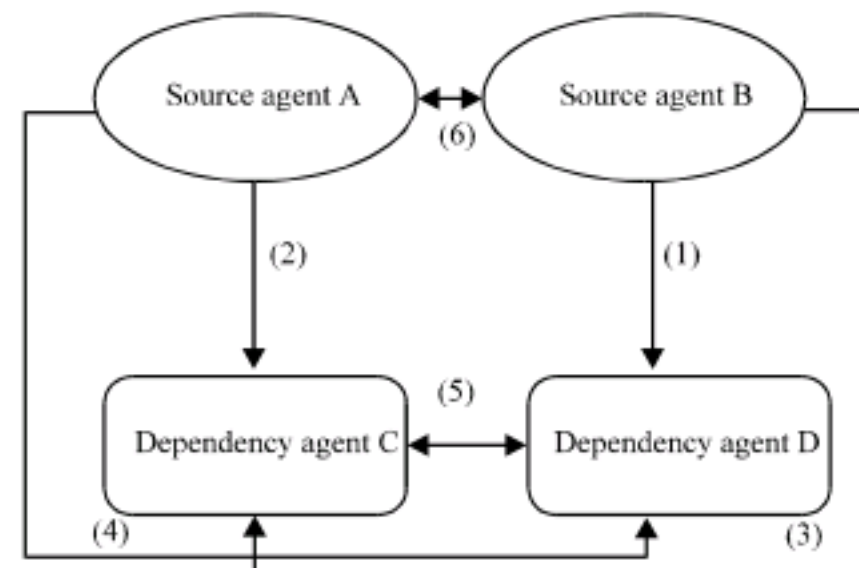 Source agent A
Source agent B
(6)
(2)
(1)
(5)
Dependency agent C
Dependency agent D
(4)
(3)